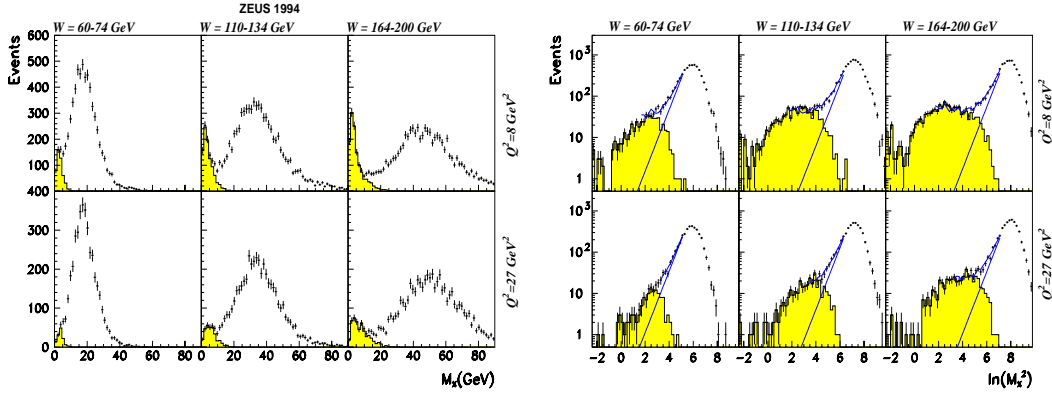 ZEUS 1994
W = 60-74 GeV W = 110-134 GeV W = 164-200 GeV
Events
600
500
400
300
200
100
400
300
200
100
0
0 20 40 60 80 0 20 40 60 80 0 20 40 60 80
Mₓ(GeV)
Q²=8 GeV²
Q²=27 GeV²
W = 60-74 GeV W = 110-134 GeV W = 164-200 GeV
Events
10³
10²
10
1
10³
10²
10
1
-2 0 2 4 6 8 -2 0 2 4 6 8 -2 0 2 4 6 8
ln(Mₓ²)
Q²=8 GeV²
Q²=27 GeV²